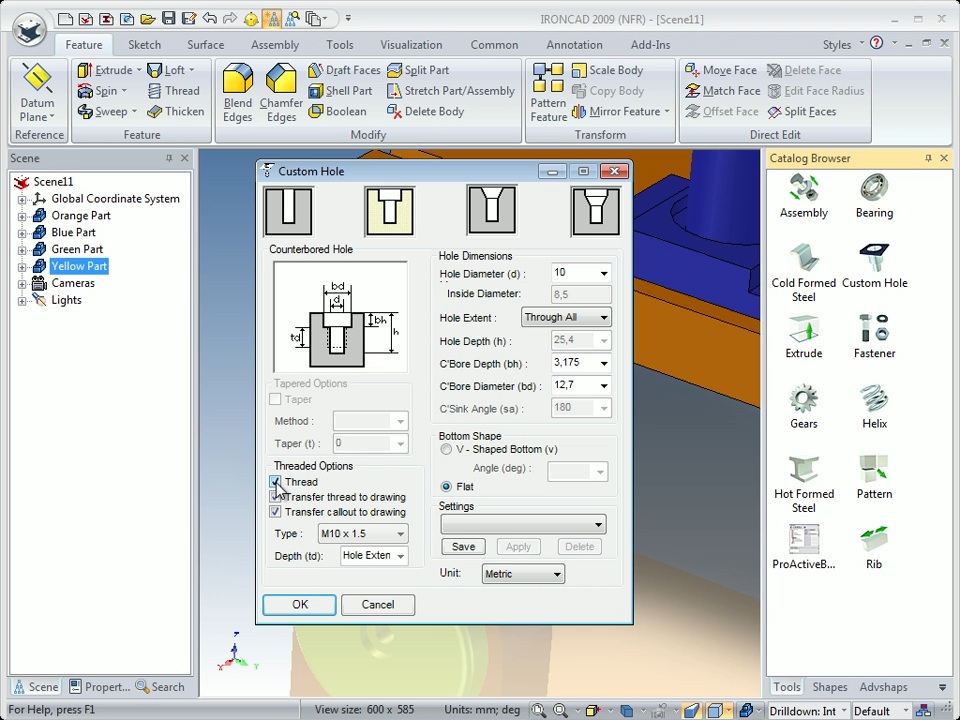 IRONCAD 2009 (NFR) - [Scene11]
Feature Sketch Surface Assembly Tools Visualization Common Annotation Add-Ins Styles
Datum Plane
Extrude
Spin
Sweep
Loft
Thread
Thicken
Blend Edges
Chamfer Edges
Draft Faces
Shell Part
Boolean
Split Part
Stretch Part/Assembly
Delete Body
Pattern Feature
Scale Body
Copy Body
Mirror Feature
Move Face
Match Face
Offset Face
Delete Face
Edit Face Radius
Split Faces
Reference Feature Modify Transform Direct Edit
Scene
Scene11
Global Coordinate System
Orange Part
Blue Part
Green Part
Yellow Part
Cameras
Lights
Custom Hole
Counterbored Hole
bd
d
bh
td
h
Tapered Options
Taper
Method :
Taper (t) : 0
Threaded Options
Thread
Transfer thread to drawing
Transfer callout to drawing
Type : M10 x 1.5
Depth (td): Hole Exten
Hole Dimensions
Hole Diameter (d) : 10
Inside Diameter: 8,5
Hole Extent : Through All
Hole Depth (h) : 25,4
C'Bore Depth (bh) : 3,175
C'Bore Diameter (bd) : 12,7
C'Sink Angle (sa) : 180
Bottom Shape
V - Shaped Bottom (v)
Angle (deg) :
Flat
Settings
Save Apply Delete
Unit: Metric
OK Cancel
Catalog Browser
Assembly Bearing
Cold Formed Steel
Custom Hole
Extrude Fastener
Gears Helix
Hot Formed Steel
Pattern
ProActiveB... Rib
Scene Propert... Search
Tools Shapes Advshaps
For Help, press F1 View size: 600 x 585 Units: mm; deg Drilldown: Int Default